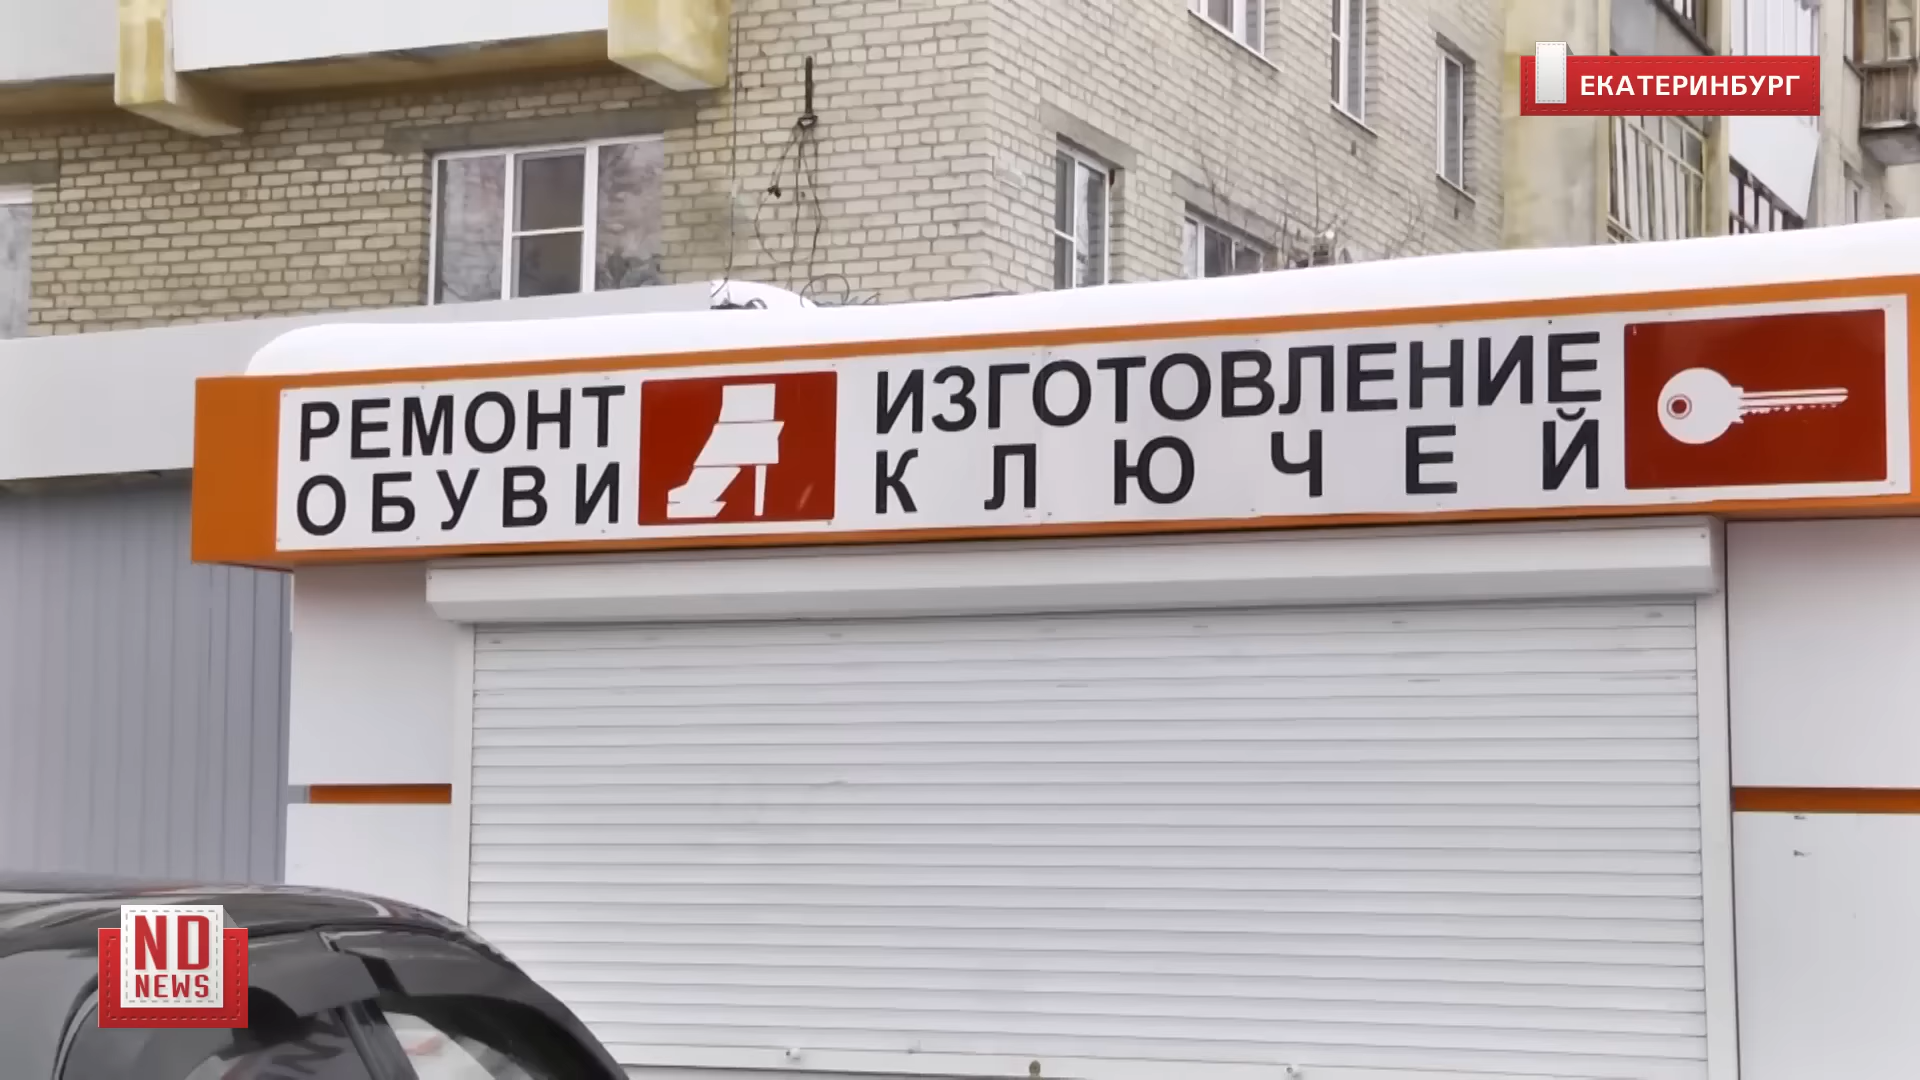 ЕКАТЕРИНБУРГ
РЕМОНТ
ОБУВИ
ИЗГОТОВЛЕНИЕ
КЛЮЧЕЙ
ND
NEWS